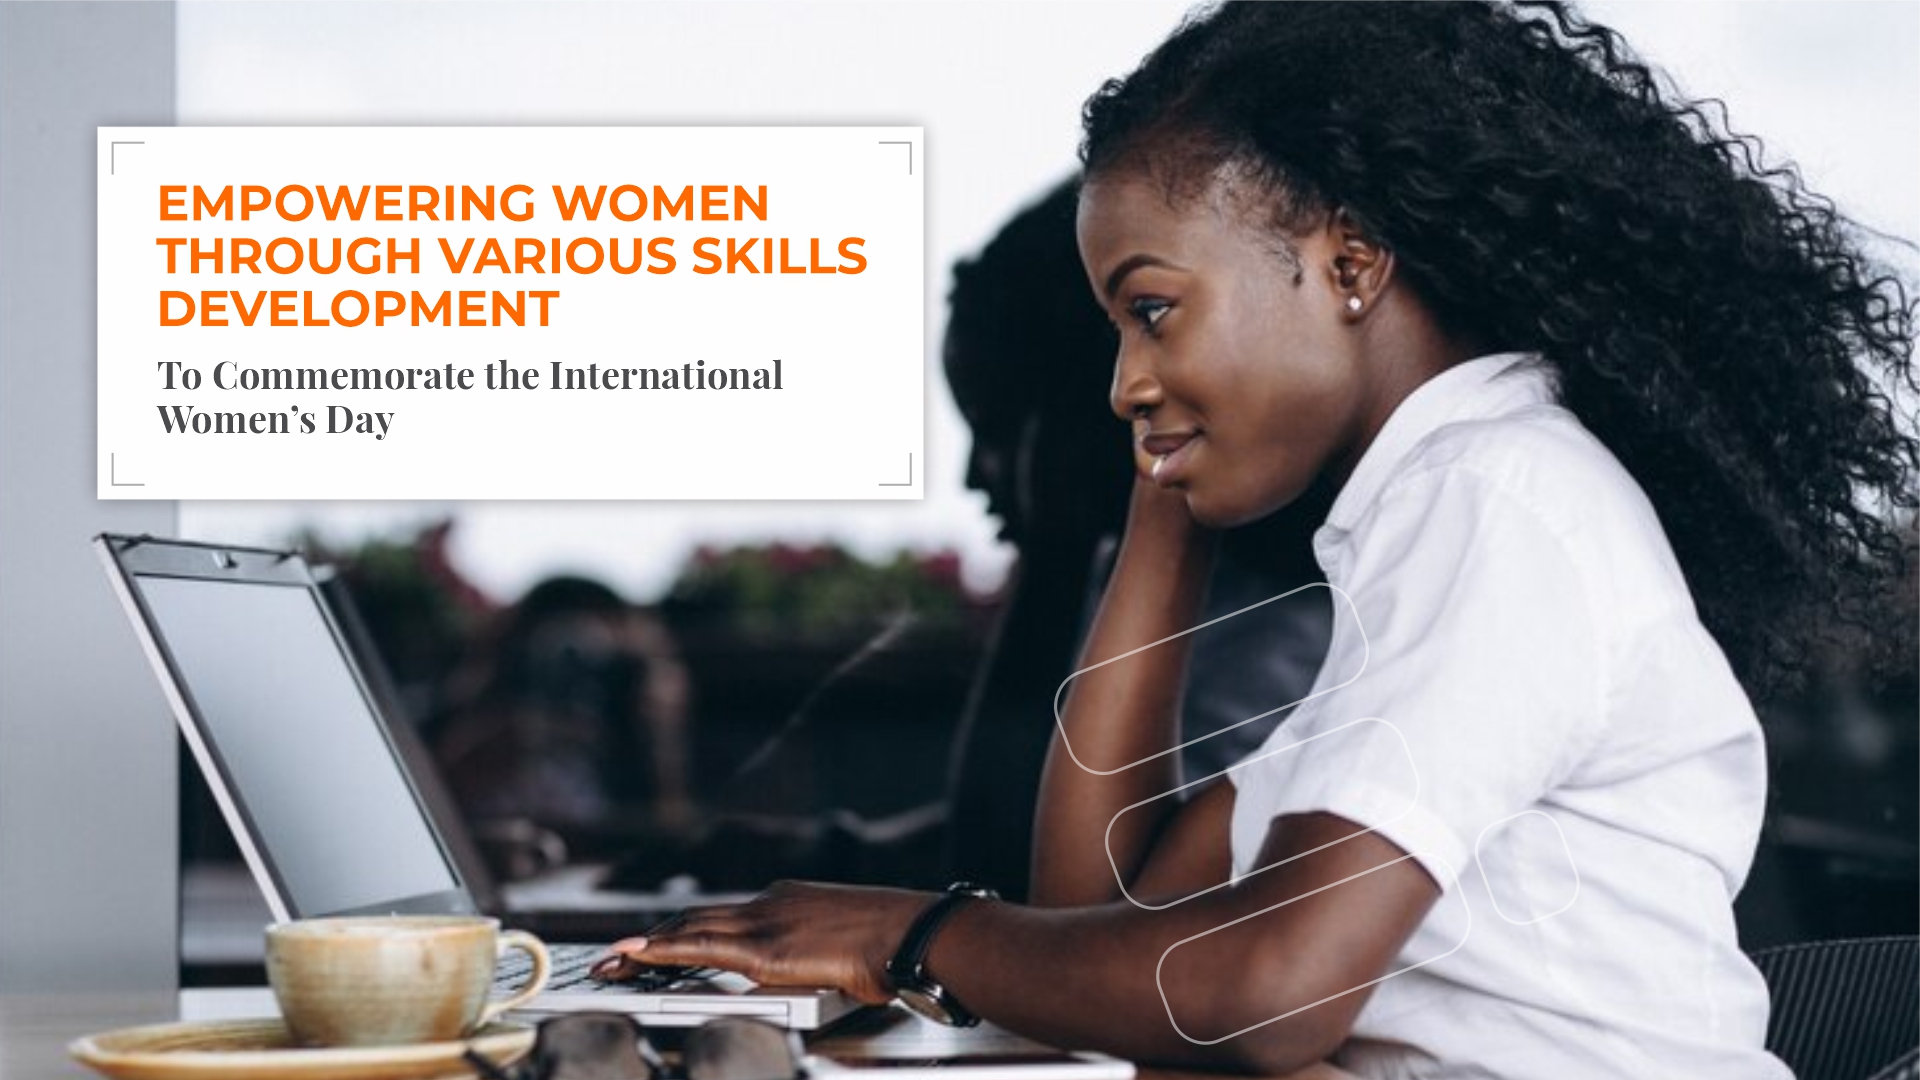 EMPOWERING WOMEN
THROUGH VARIOUS SKILLS
DEVELOPMENT
To Commemorate the International
Women’s Day